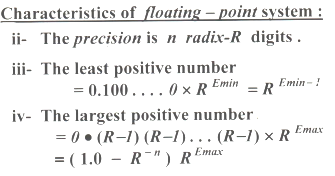 Characteristics of floating – point system :
ii- The precision is n radix-R digits .
iii- The least positive number
= 0.100 . . . . 0 × R ^Emin = R ^Emin– 1
iv- The largest positive number
= 0 • (R–1) (R–1) . . . (R–1) × R ^Emax
= ( 1.0 – R ^– n ) R ^Emax